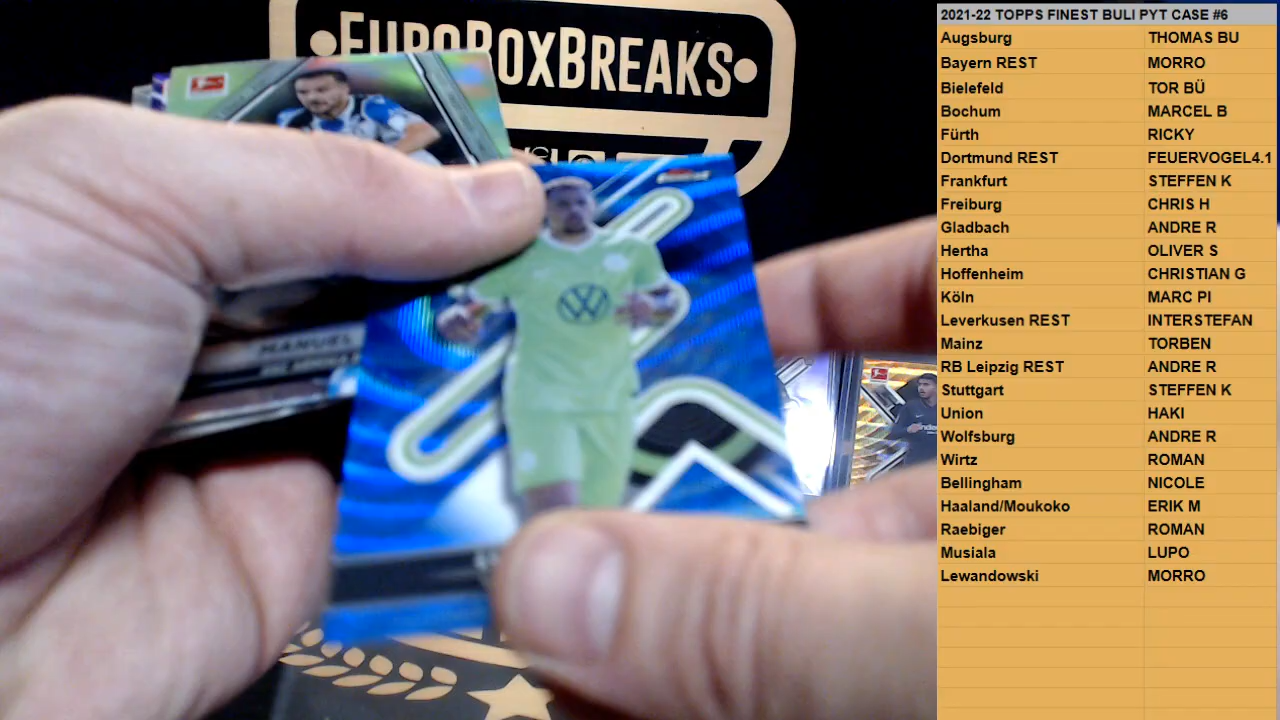 EUROBOXBREAKS
MANUEL
2021-22 TOPPS FINEST BULI PYT CASE #6
Augsburg THOMAS BU
Bayern REST MORRO
Bielefeld TOR BÜ
Bochum MARCEL B
Fürth RICKY
Dortmund REST FEUERVOGEL4.1
Frankfurt STEFFEN K
Freiburg CHRIS H
Gladbach ANDRE R
Hertha OLIVER S
Hoffenheim CHRISTIAN G
Köln MARC PI
Leverkusen REST INTERSTEFAN
Mainz TORBEN
RB Leipzig REST ANDRE R
Stuttgart STEFFEN K
Union HAKI
Wolfsburg ANDRE R
Wirtz ROMAN
Bellingham NICOLE
Haaland/Moukoko ERIK M
Raebiger ROMAN
Musiala LUPO
Lewandowski MORRO